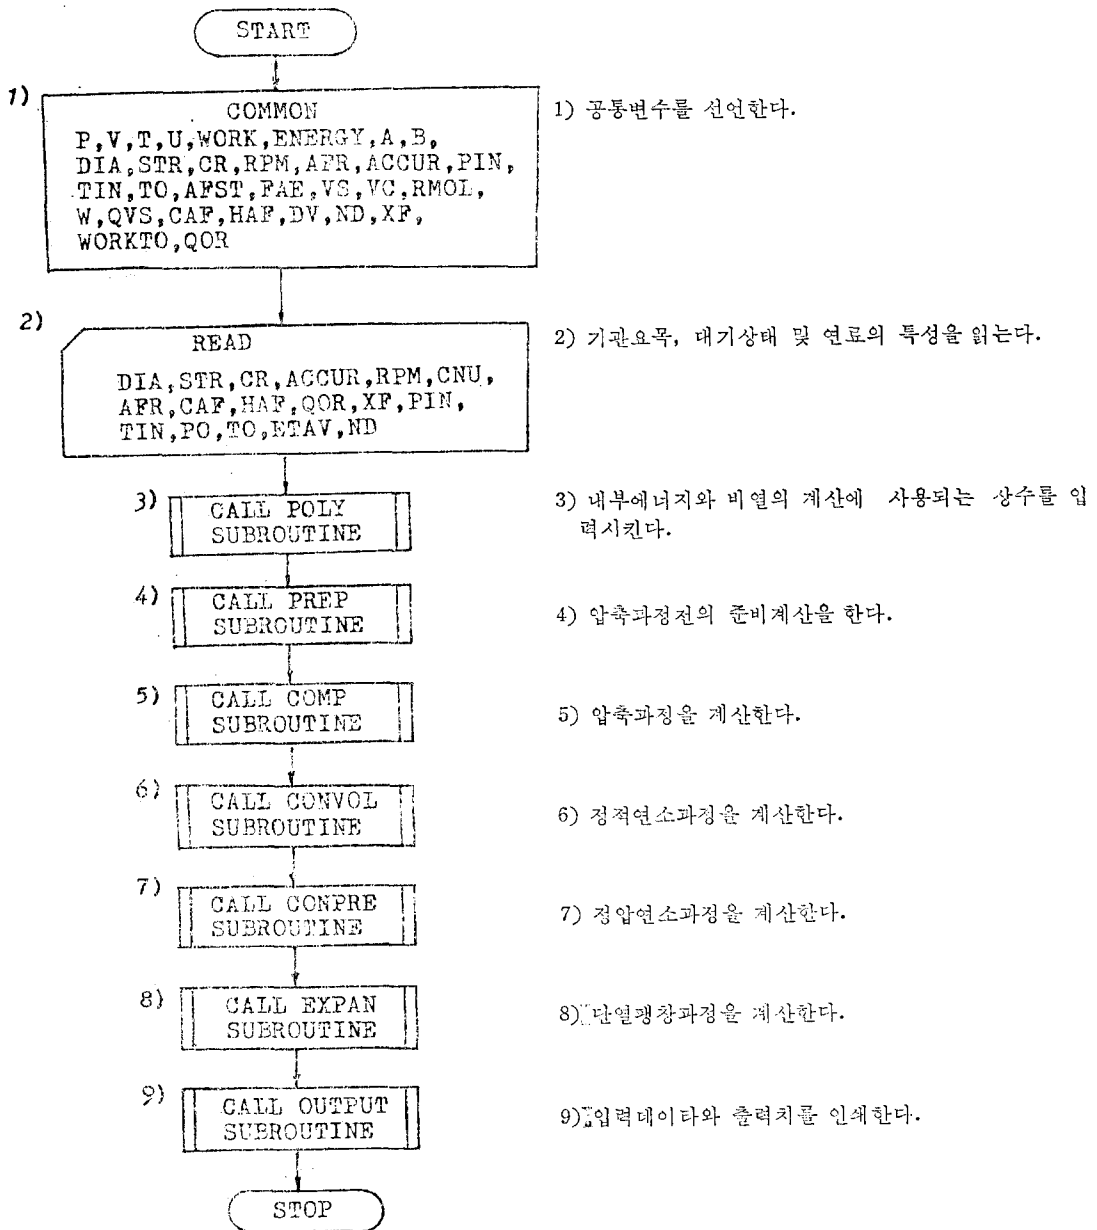 START
1)
COMMON
P,V,T,U,WORK,ENERGY,A,B,
DIA,STR,CR,RPM,AFR,ACCUR,PIN,
TIN,TO,AFST,FAE,VS,VC,RMOL,
W,QVS,CAF,HAF,DV,ND,XF,
WORKTO,QOR
1) 공통변수를 선언한다.
2)
READ
DIA,STR,CR,ACCUR,RPM,CNU,
AFR,CAF,HAF,QOR,XF,PIN,
TIN,PO,TO,ETAV,ND
2) 기관요목, 대기상태 및 연료의 특성을 읽는다.
3)
CALL POLY
SUBROUTINE
3) 내부에너지와 비열의 계산에 사용되는 상수를 입
력시킨다.
4)
CALL PREP
SUBROUTINE
4) 압축과정전의 준비계산을 한다.
5)
CALL COMP
SUBROUTINE
5) 압축과정을 계산한다.
6)
CALL CONVOL
SUBROUTINE
6) 정적연소과정을 계산한다.
7)
CALL CONPRE
SUBROUTINE
7) 정압연소과정을 계산한다.
8)
CALL EXPAN
SUBROUTINE
8) 단열팽창과정을 계산한다.
9)
CALL OUTPUT
SUBROUTINE
9) 입력데이타와 출력치를 인쇄한다.
STOP